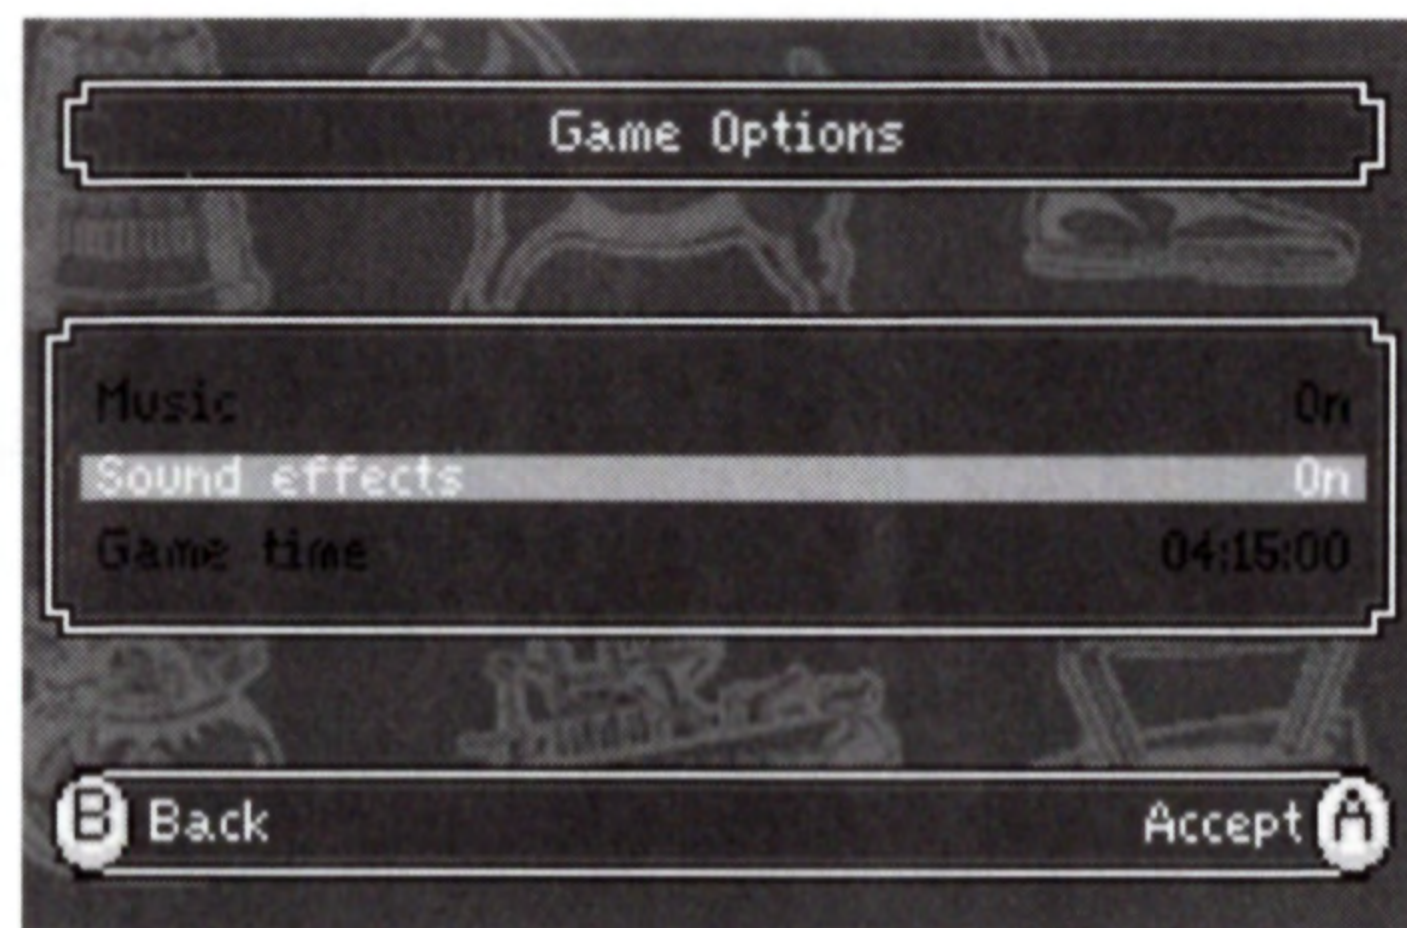 Game Options
Music On
Sound effects On
Game time 04:15:00
B Back Accept A